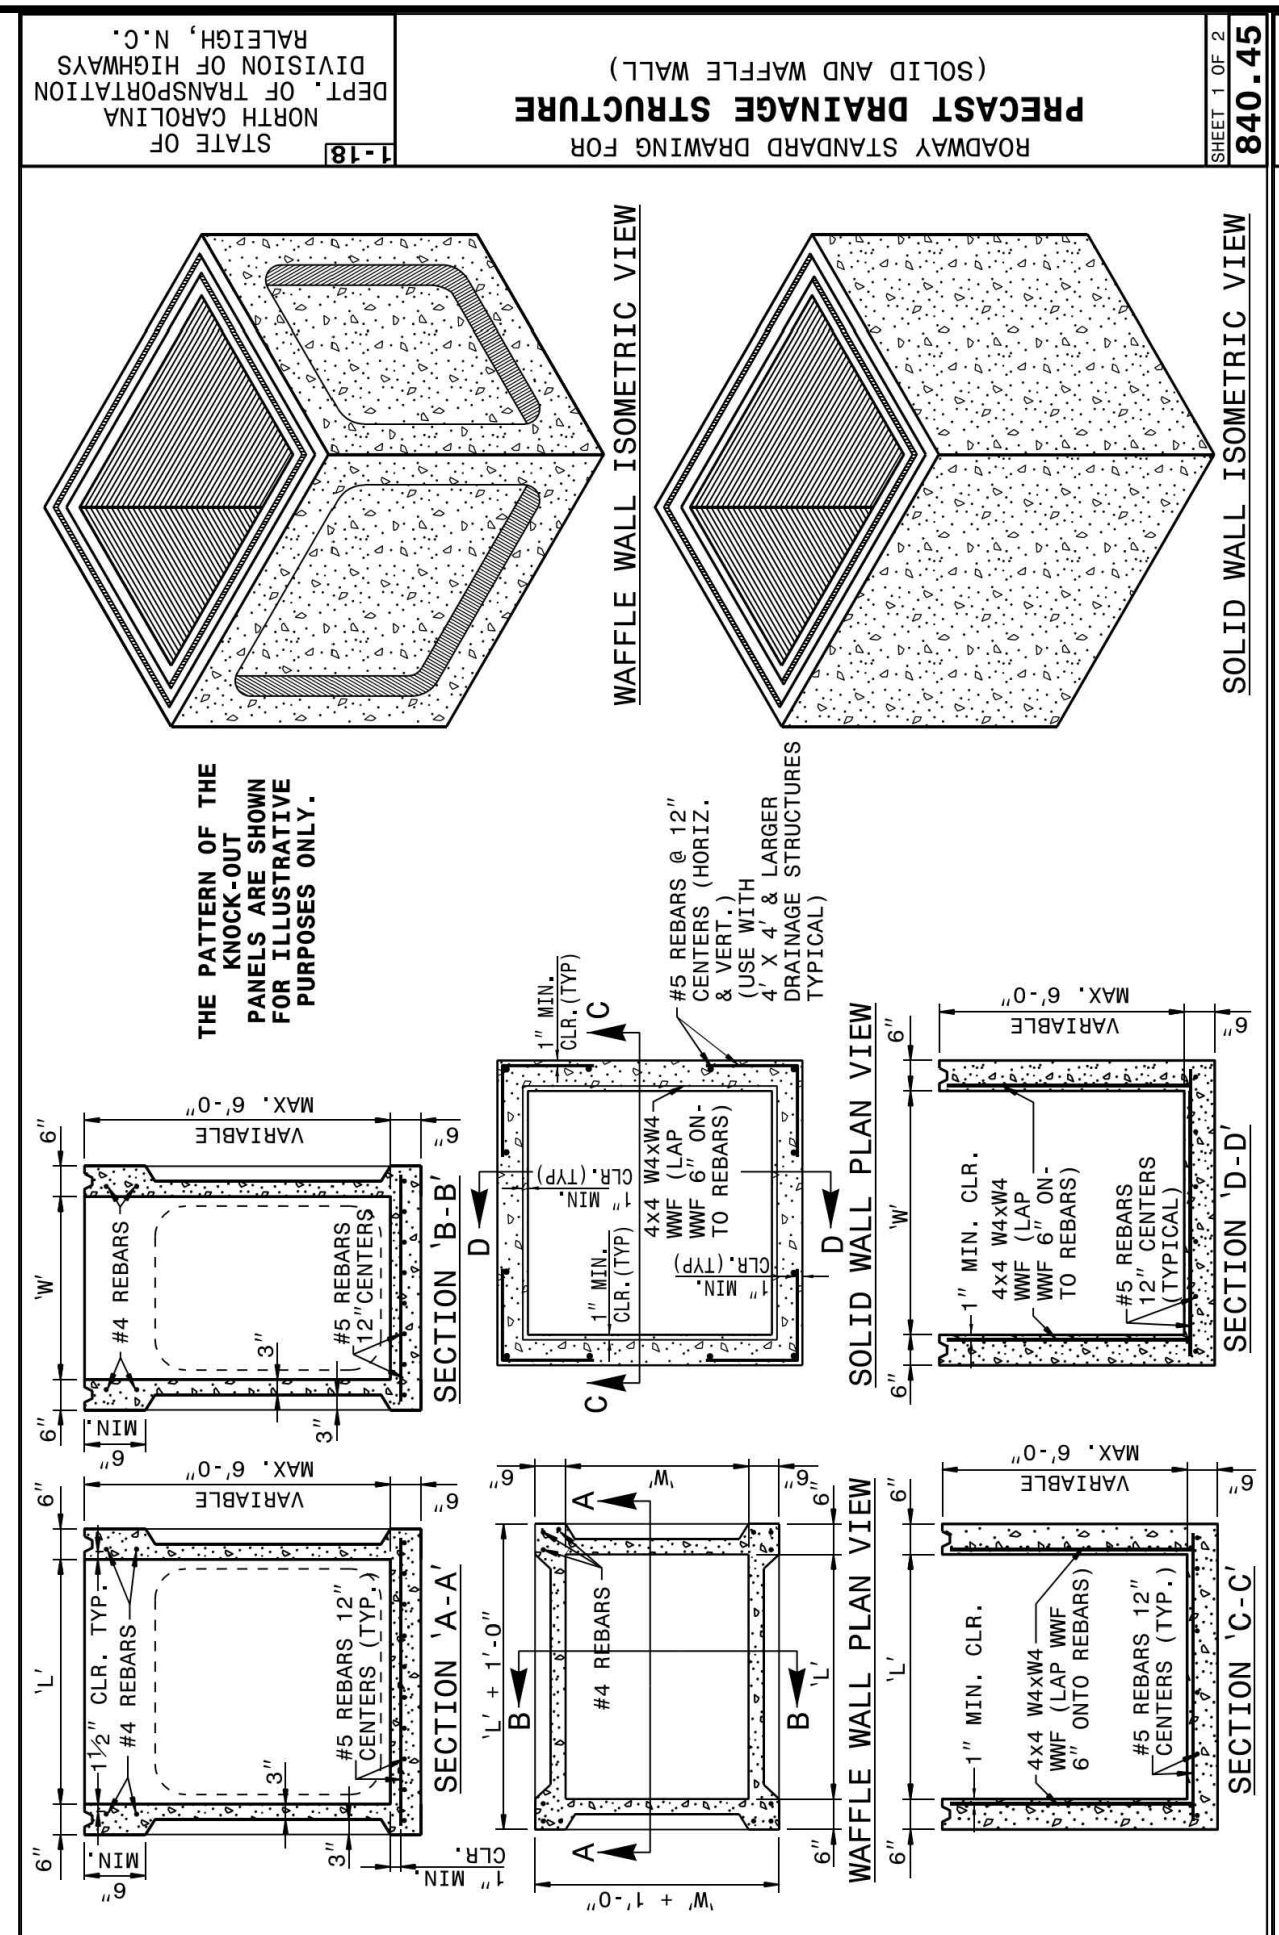 1-18
STATE OF
NORTH CAROLINA
DEPT. OF TRANSPORTATION
DIVISION OF HIGHWAYS
RALEIGH, N.C.
ROADWAY STANDARD DRAWING FOR
PRECAST DRAINAGE STRUCTURE
(SOLID AND WAFFLE WALL)
SHEET 1 OF 2
840.45
WAFFLE WALL ISOMETRIC VIEW
SOLID WALL ISOMETRIC VIEW
THE PATTERN OF THE
KNOCK-OUT
PANELS ARE SHOWN
FOR ILLUSTRATIVE
PURPOSES ONLY.
6"
'L'
6"
6"
MIN.
1½" CLR. TYP.
#4 REBARS
VARIABLE
MAX. 6'-0"
3"
3"
#5 REBARS 12"
CENTERS (TYP.)
6"
1" MIN.
CLR.
SECTION 'A-A'
6"
'W'
6"
6"
MIN.
#4 REBARS
VARIABLE
MAX. 6'-0"
3"
3"
#5 REBARS
12"CENTERS
6"
SECTION 'B-B'
'L' + 1'-0"
'W' + 1'-0"
B
B
A
A
#4 REBARS
6"
'W'
6"
6"
'L'
6"
WAFFLE WALL PLAN VIEW
D
D
C
C
1" MIN.
CLR.(TYP)
1" MIN.
CLR.(TYP)
1" MIN.
CLR.(TYP)
1" MIN.
CLR.(TYP)
4x4 W4xW4
WWF (LAP
WWF 6" ON-
TO REBARS)
#5 REBARS @ 12"
CENTERS (HORIZ.
& VERT.)
(USE WITH
4' X 4' & LARGER
DRAINAGE STRUCTURES
TYPICAL)
SOLID WALL PLAN VIEW
6"
'L'
6"
1" MIN. CLR.
4x4 W4xW4
WWF (LAP WWF
6" ONTO REBARS)
VARIABLE
MAX. 6'-0"
#5 REBARS 12"
CENTERS (TYP.)
6"
SECTION 'C-C'
6"
'W'
6"
1" MIN. CLR.
4x4 W4xW4
WWF (LAP
WWF 6" ON-
TO REBARS)
VARIABLE
MAX. 6'-0"
#5 REBARS
12" CENTERS
(TYPICAL)
6"
SECTION 'D-D'